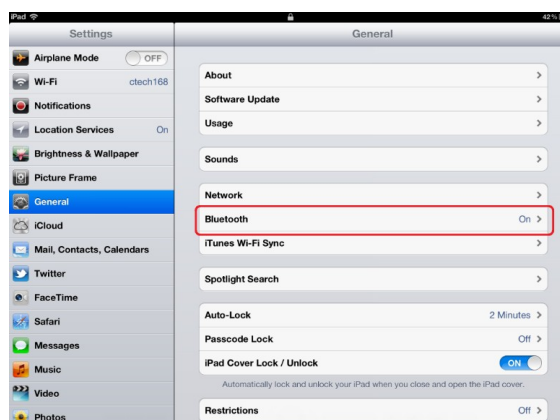 iPad 42%
Settings General
Airplane Mode OFF
Wi-Fi ctech168
Notifications
Location Services On
Brightness & Wallpaper
Picture Frame
General
iCloud
Mail, Contacts, Calendars
Twitter
FaceTime
Safari
Messages
Music
Video
Photos
About
Software Update
Usage
Sounds
Network
Bluetooth On
iTunes Wi-Fi Sync
Spotlight Search
Auto-Lock 2 Minutes
Passcode Lock Off
iPad Cover Lock / Unlock ON
Automatically lock and unlock your iPad when you close and open the iPad cover.
Restrictions Off